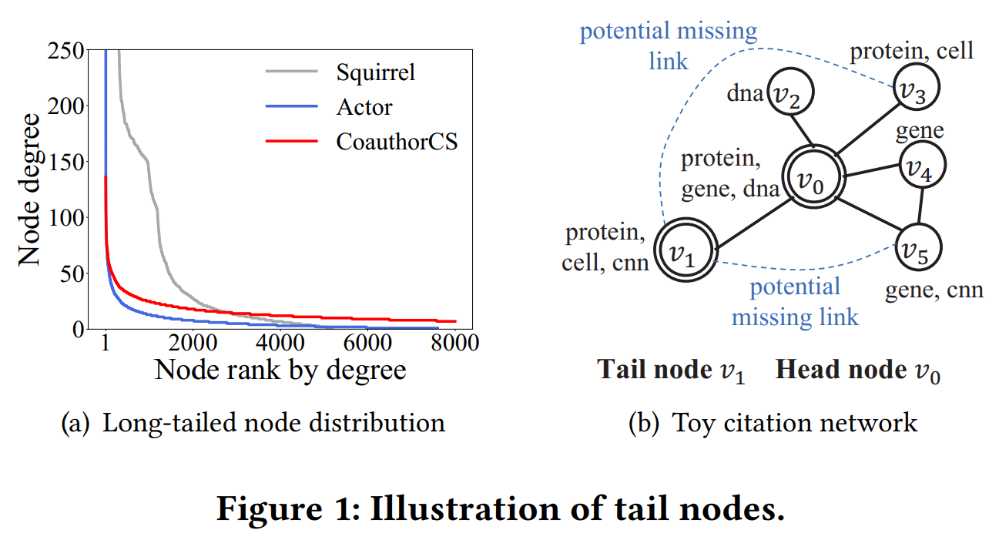 250
200
150
100
50
0
Node degree
Squirrel
Actor
CoauthorCS
1 2000 4000 6000 8000
Node rank by degree
(a) Long-tailed node distribution
potential missing
link
protein, cell
dna
v2
v3
gene
protein,
gene, dna
v0
v4
protein,
cell, cnn
v1
v5
gene, cnn
potential
missing link
Tail node v1 Head node v0
(b) Toy citation network
Figure 1: Illustration of tail nodes.